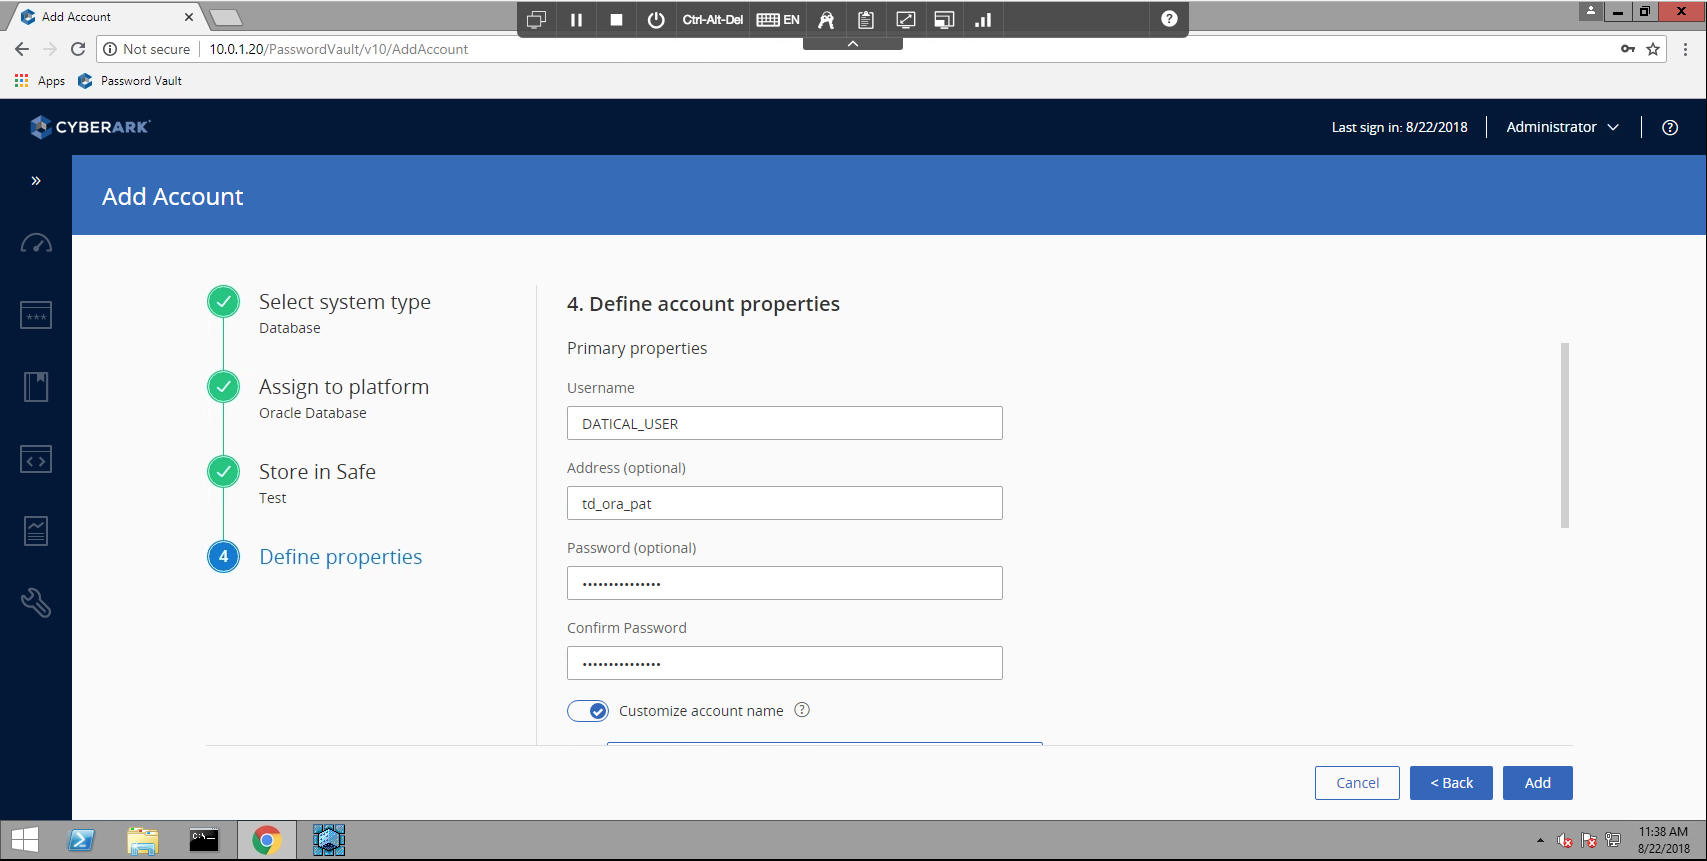 Add Account
Ctrl-Alt-Del
EN
Not secure
10.0.1.20/PasswordVault/v10/AddAccount
Apps
Password Vault
CYBERARK
Last sign in: 8/22/2018
Administrator
Add Account
Select system type
Database
Assign to platform
Oracle Database
Store in Safe
Test
4
Define properties
4. Define account properties
Primary properties
Username
DATICAL_USER
Address (optional)
td_ora_pat
Password (optional)
•••••••••••••••
Confirm Password
•••••••••••••••
Customize account name
Cancel
< Back
Add
11:38 AM
8/22/2018